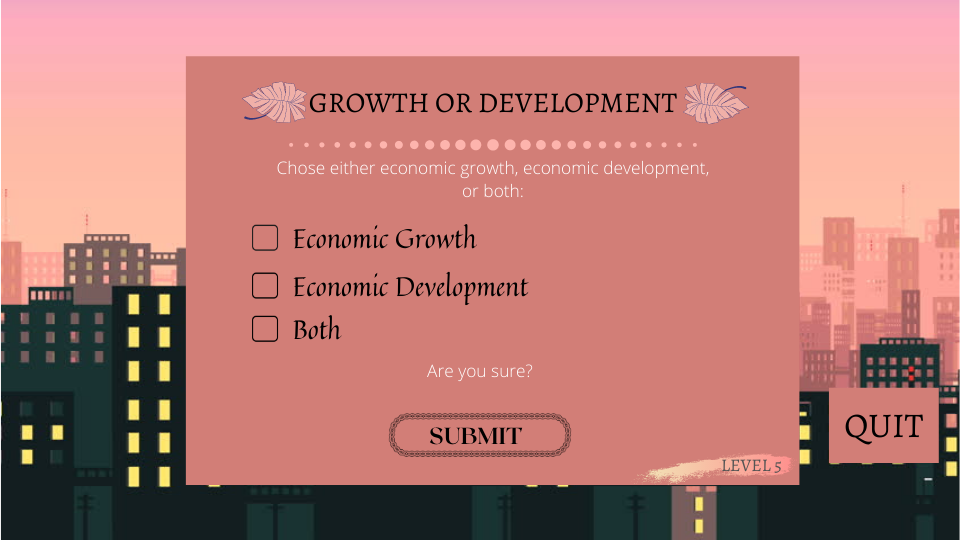 GROWTH OR DEVELOPMENT
Chose either economic growth, economic development,
or both:
Economic Growth
Economic Development
Both
Are you sure?
SUBMIT
QUIT
LEVEL 5